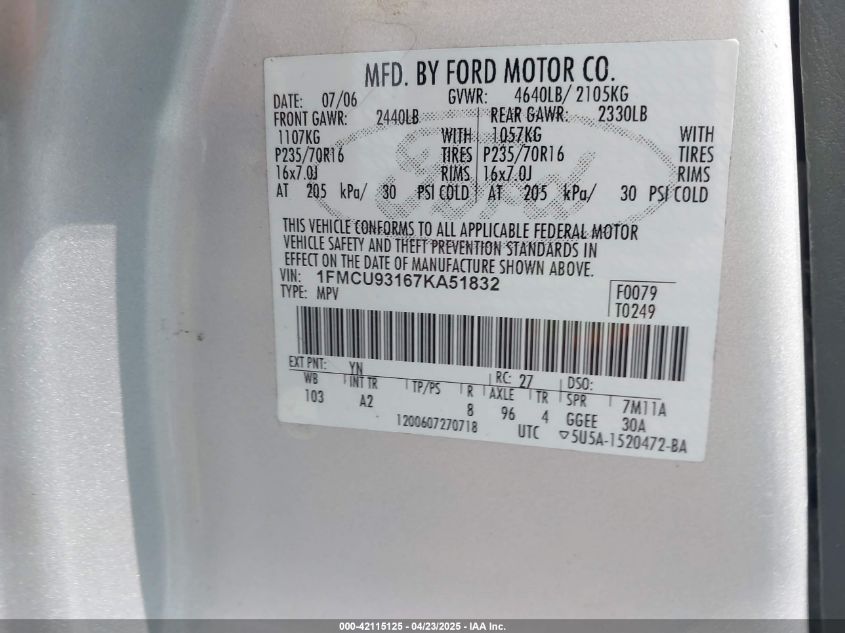 MFD. BY FORD MOTOR CO.
DATE: 07/06 GVWR: 4640LB/ 2105KG
FRONT GAWR: 2440LB REAR GAWR: 2330LB
1107KG WITH 1057KG WITH
P235/70R16 TIRES P235/70R16 TIRES
16x7.0J RIMS 16x7.0J RIMS
AT 205 kPa/ 30 PSI COLD AT 205 kPa/ 30 PSI COLD
THIS VEHICLE CONFORMS TO ALL APPLICABLE FEDERAL MOTOR
VEHICLE SAFETY AND THEFT PREVENTION STANDARDS IN
EFFECT ON THE DATE OF MANUFACTURE SHOWN ABOVE.
VIN: 1FMCU93167KA51832
TYPE: MPV
F0079
T0249
EXT PNT: YN RC: 27 DSO:
WB INT TR TP/PS R AXLE TR SPR 7M11A
103 A2 8 96 4 GGEE 30A
1200607270718 UTC ▽5U5A-1520472-BA
Ford
000-42115125 - 04/23/2025 - IAA Inc.